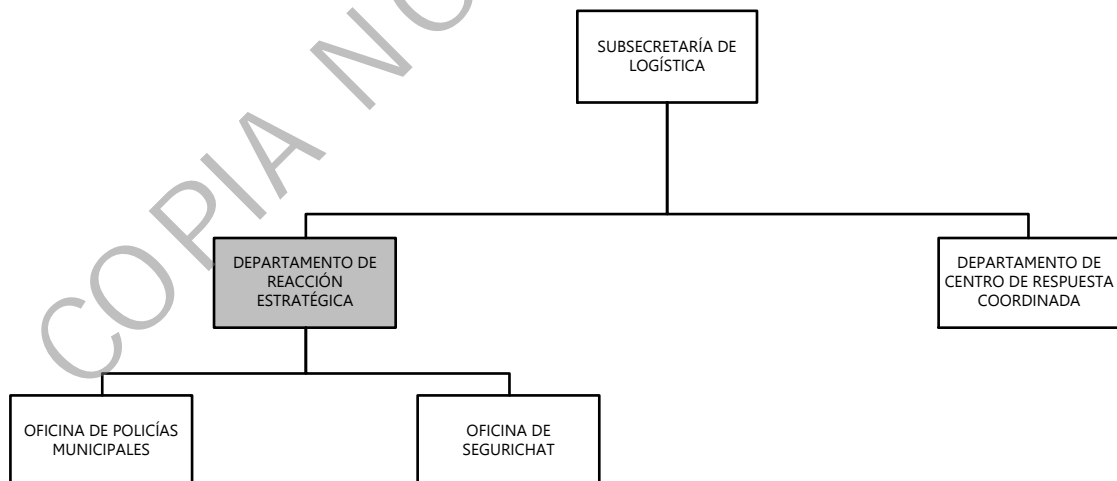 SUBSECRETARÍA DE
LOGÍSTICA
DEPARTAMENTO DE
REACCIÓN
ESTRATÉGICA
DEPARTAMENTO DE
CENTRO DE RESPUESTA
COORDINADA
OFICINA DE POLICÍAS
MUNICIPALES
OFICINA DE
SEGURICHAT
COPIA NO